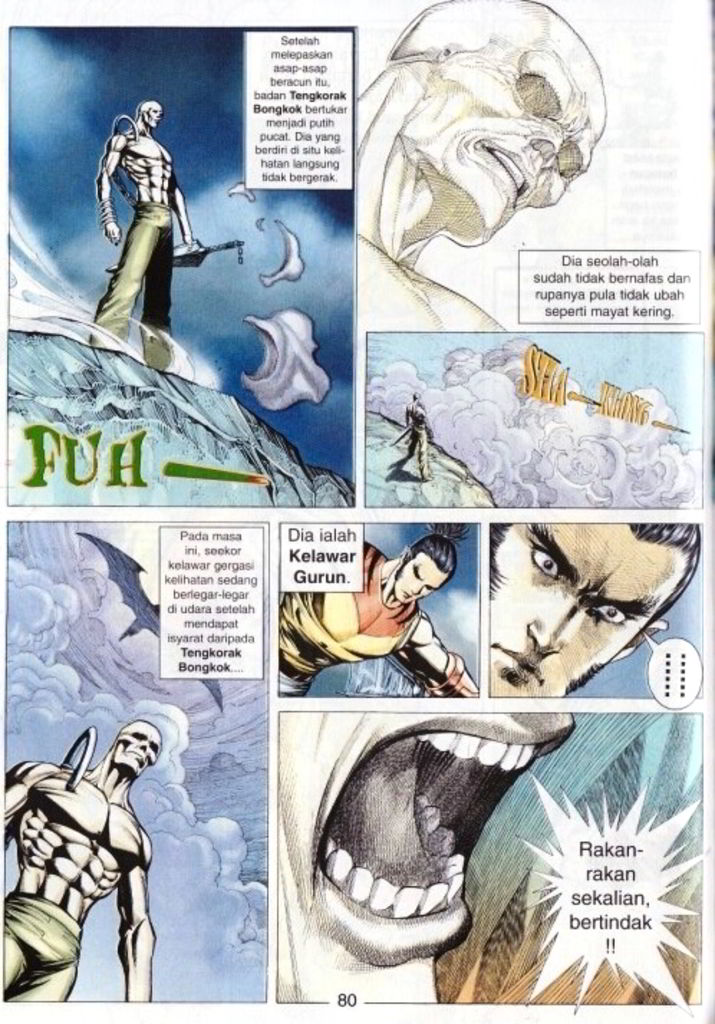 Setelah
melepaskan
asap-asap
beracun itu,
badan Tengkorak
Bongkok bertukar
menjadi putih
pucat. Dia yang
berdiri di situ keli-
hatan langsung
tidak bergerak.
Dia seolah-olah
sudah tidak bernafas dan
rupanya pula tidak ubah
seperti mayat kering.
FUH
Pada masa
ini, seekor
kelawar gergasi
kelihatan sedang
berlegar-legar
di udara setelah
mendapat
isyarat daripada
Tengkorak
Bongkok....
Dia ialah
Kelawar
Gurun.
Rakan-
rakan
sekalian,
bertindak
!!
80